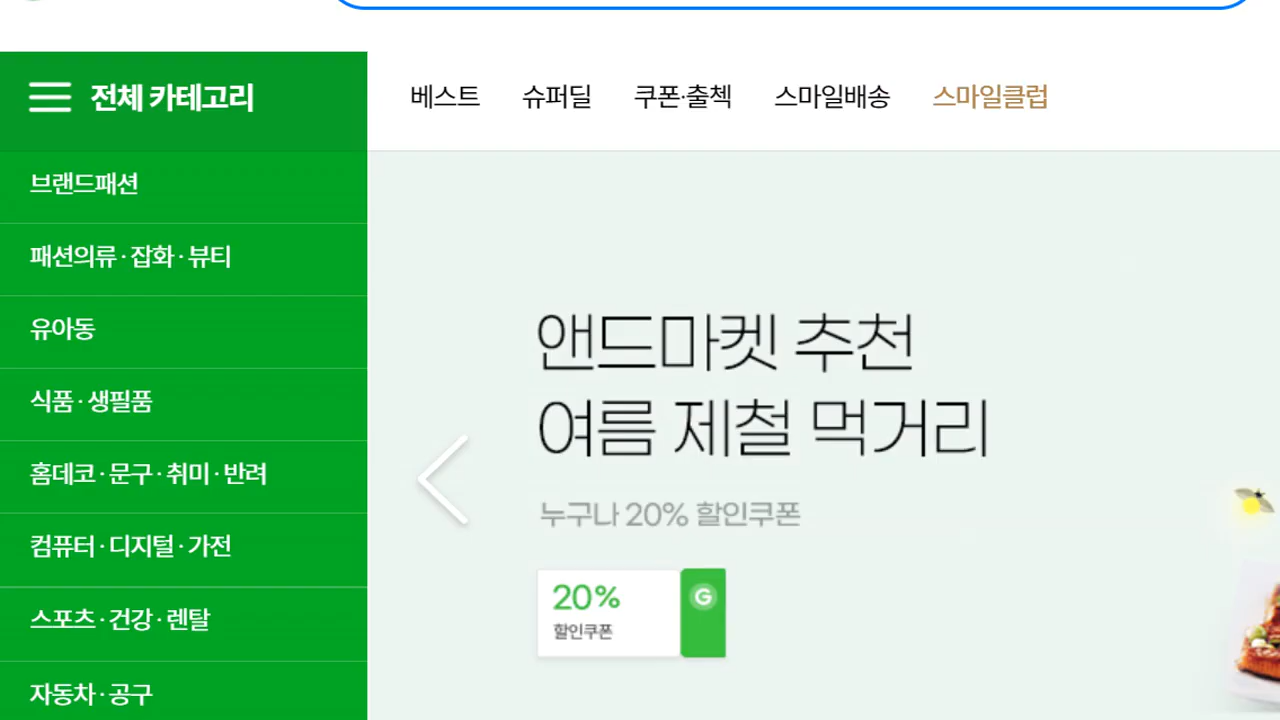 전체 카테고리
베스트 슈퍼딜 쿠폰·출첵 스마일배송 스마일클럽
브랜드패션
패션의류·잡화·뷰티
유아동
식품·생필품
홈데코·문구·취미·반려
컴퓨터·디지털·가전
스포츠·건강·렌탈
자동차·공구
앤드마켓 추천
여름 제철 먹거리
누구나 20% 할인쿠폰
20%
할인쿠폰
G